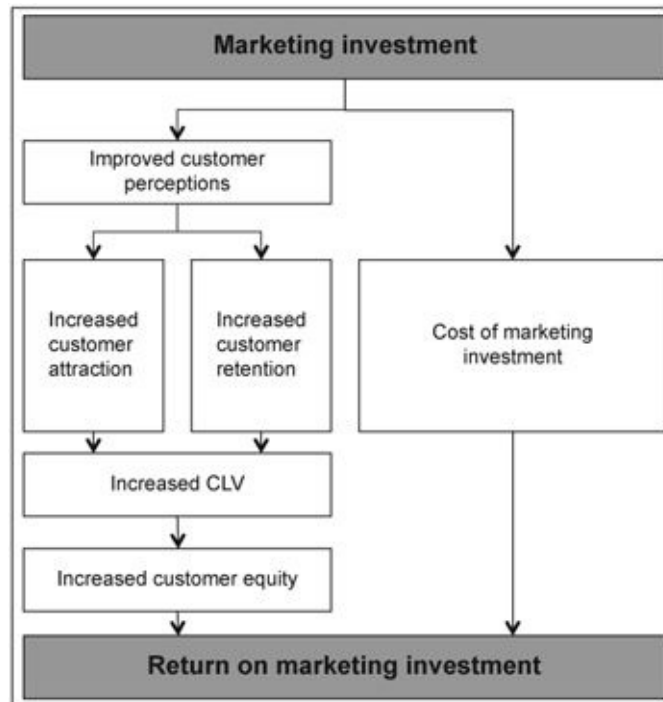 Marketing investment
Improved customer
perceptions
Increased
customer
attraction
Increased
customer
retention
Cost of marketing
investment
Increased CLV
Increased customer equity
Return on marketing investment